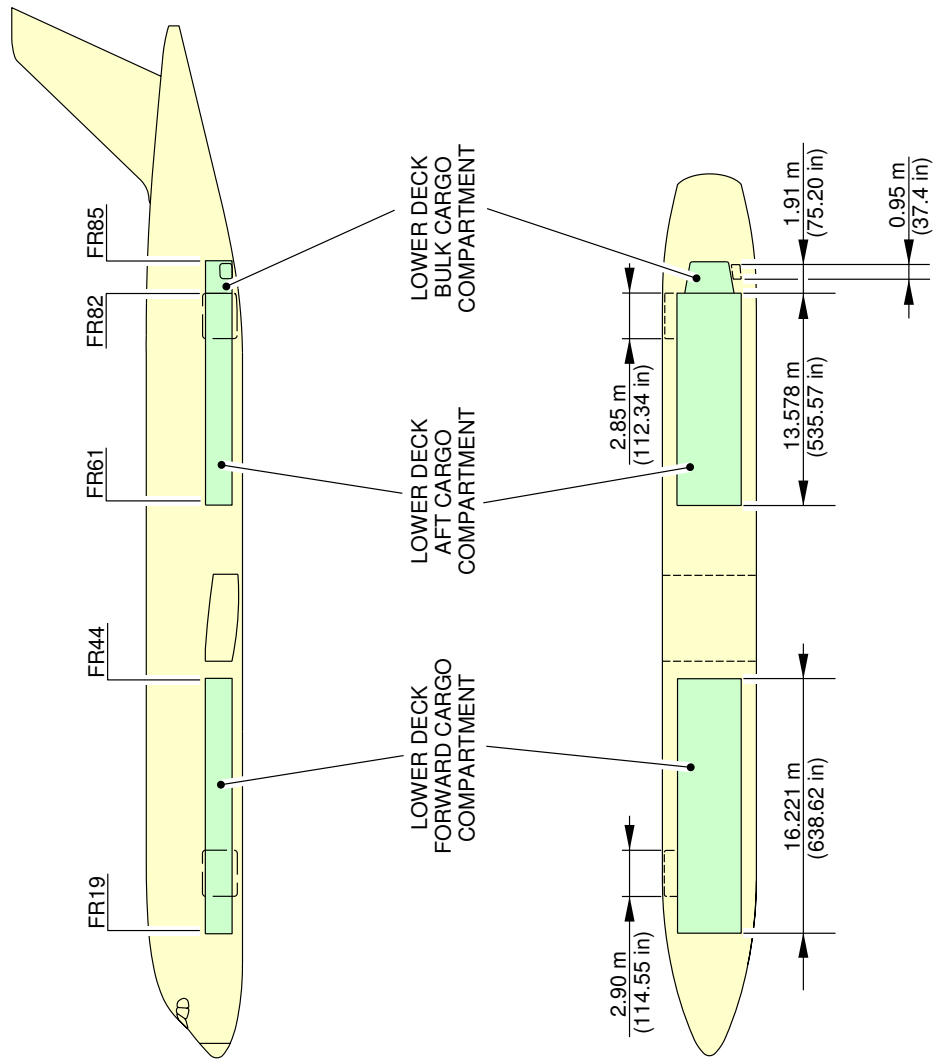 FR19
FR44
FR61
FR82
FR85
LOWER DECK
FORWARD CARGO
COMPARTMENT
LOWER DECK
AFT CARGO
COMPARTMENT
LOWER DECK
BULK CARGO
COMPARTMENT
2.90 m
(114.55 in)
2.85 m
(112.34 in)
16.221 m
(638.62 in)
13.578 m
(535.57 in)
1.91 m
(75.20 in)
0.95 m
(37.4 in)